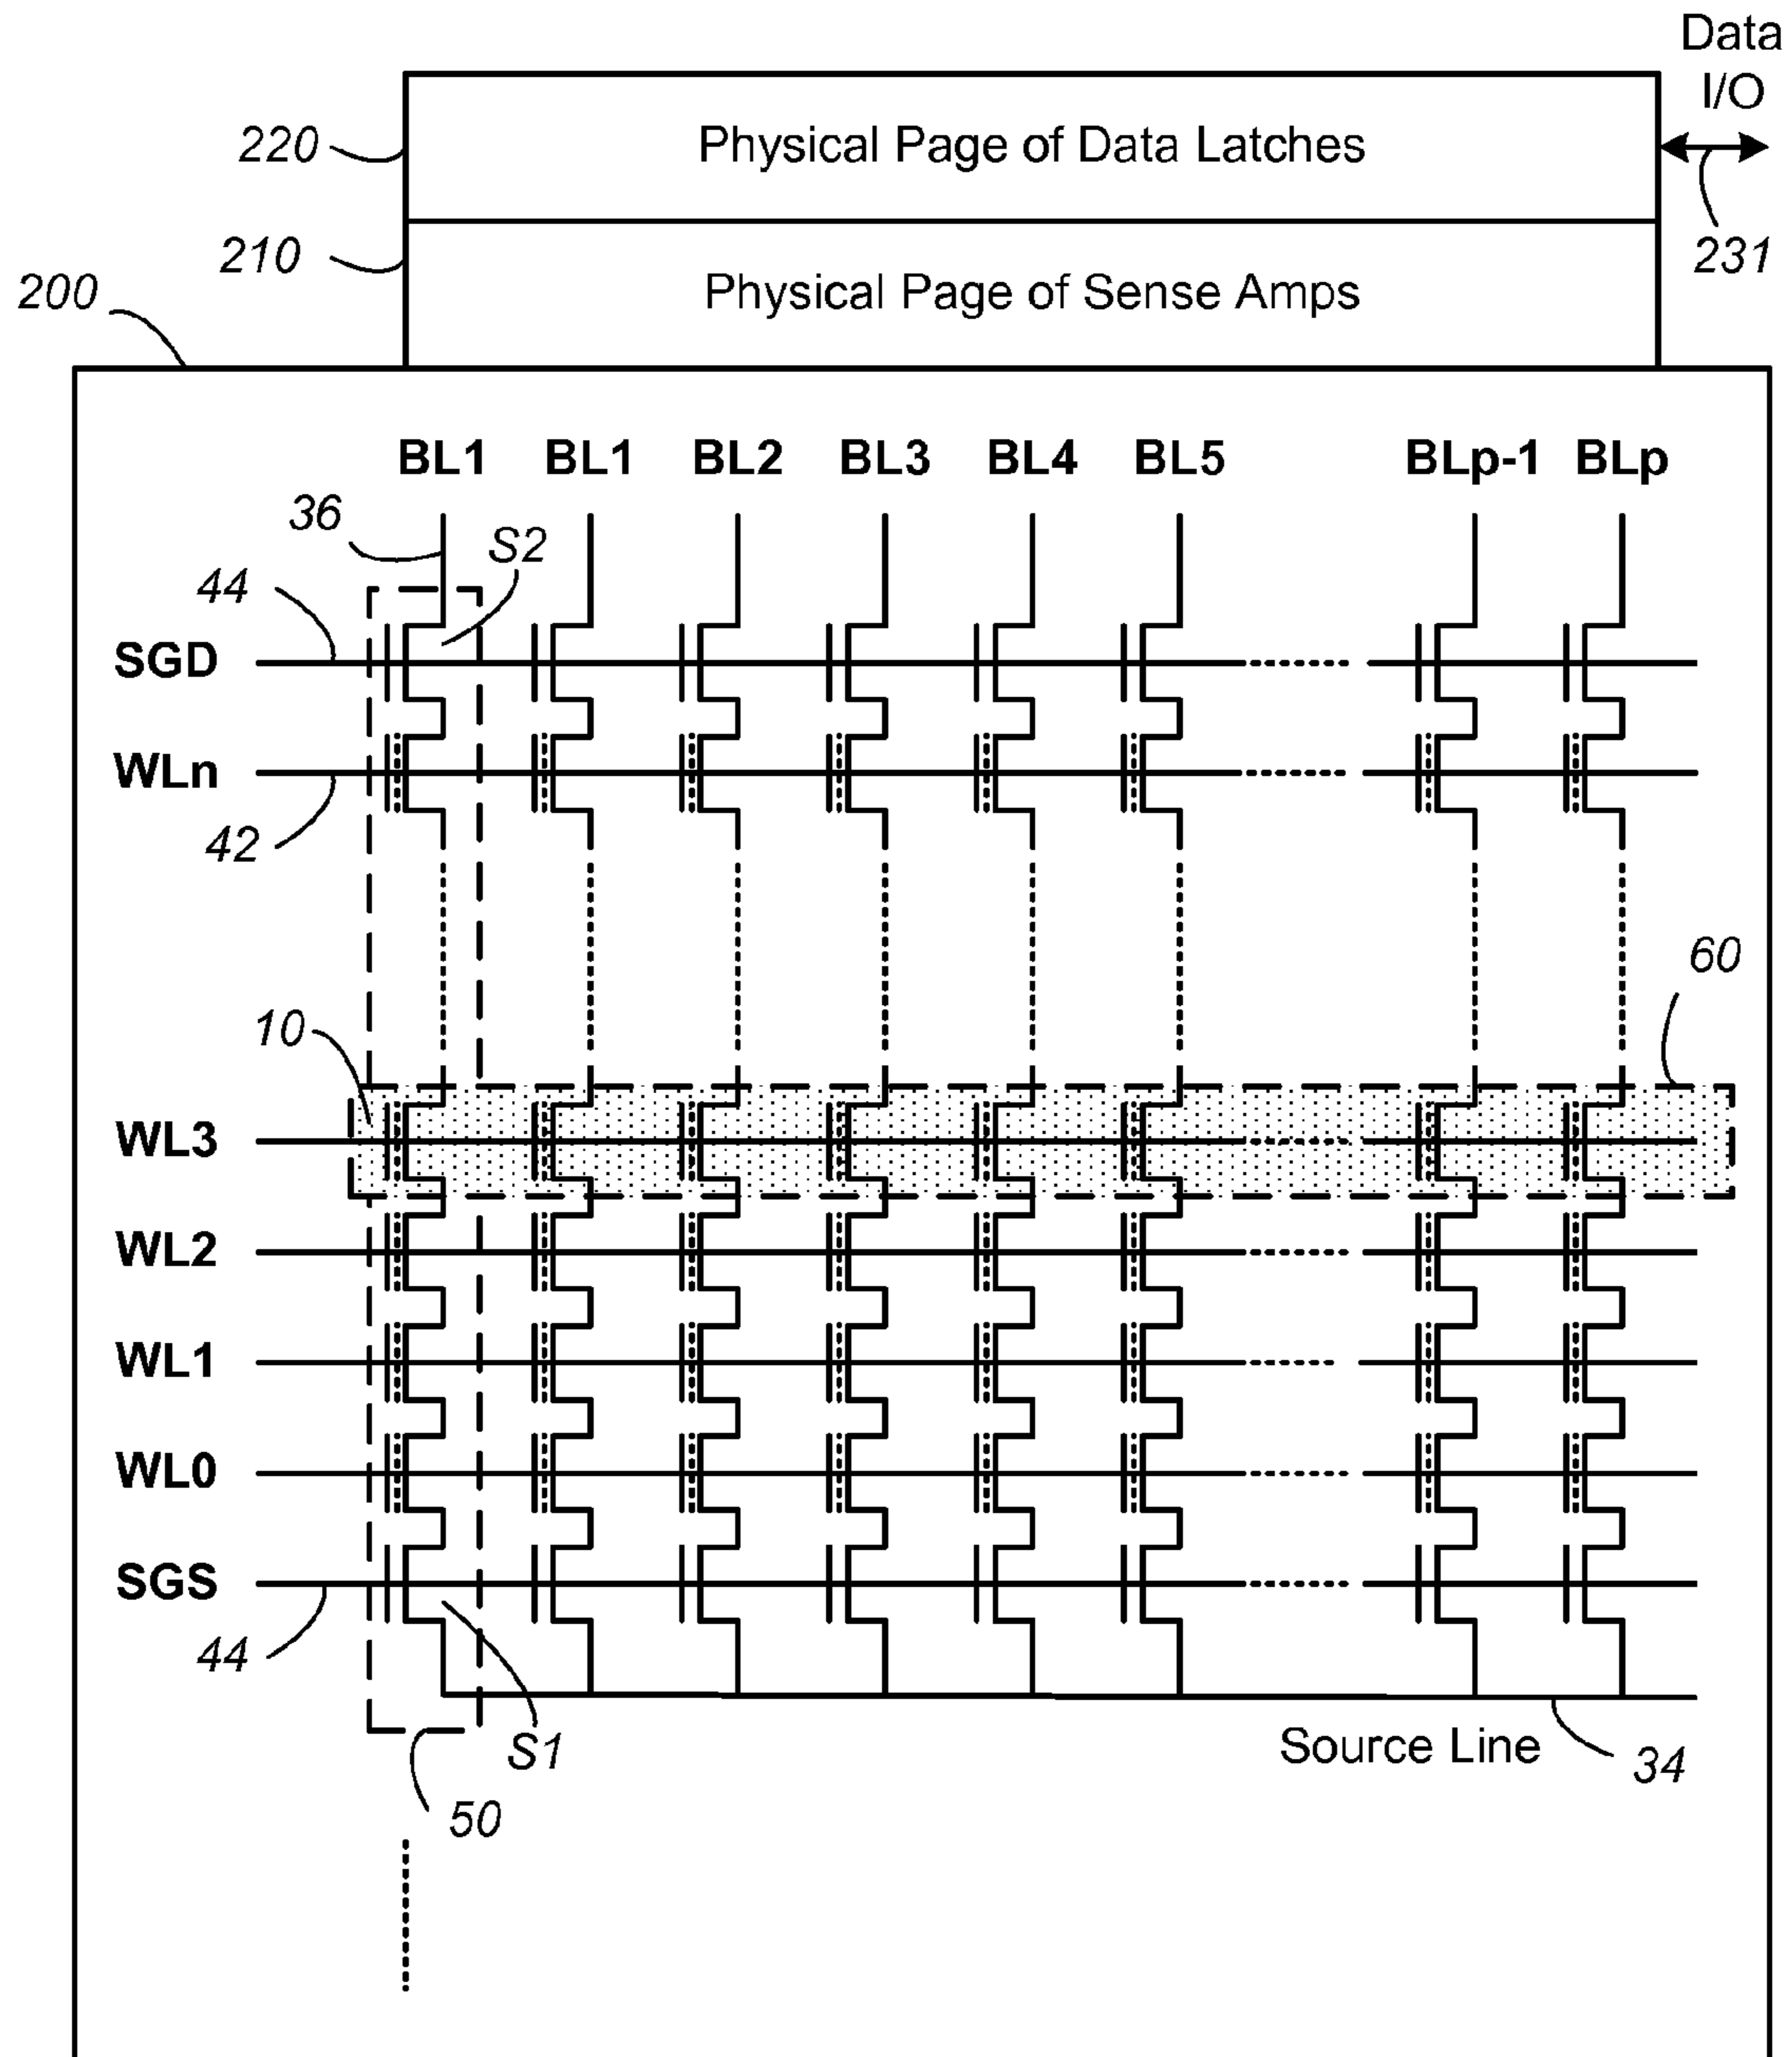 Data
I/O
220
Physical Page of Data Latches
210
231
Physical Page of Sense Amps
200
BL1 BL1 BL2 BL3 BL4 BL5 BLp-1 BLp
36
S2
44
SGD
WLn
42
60
10
WL3
WL2
WL1
WL0
SGS
44
S1
Source Line
34
50